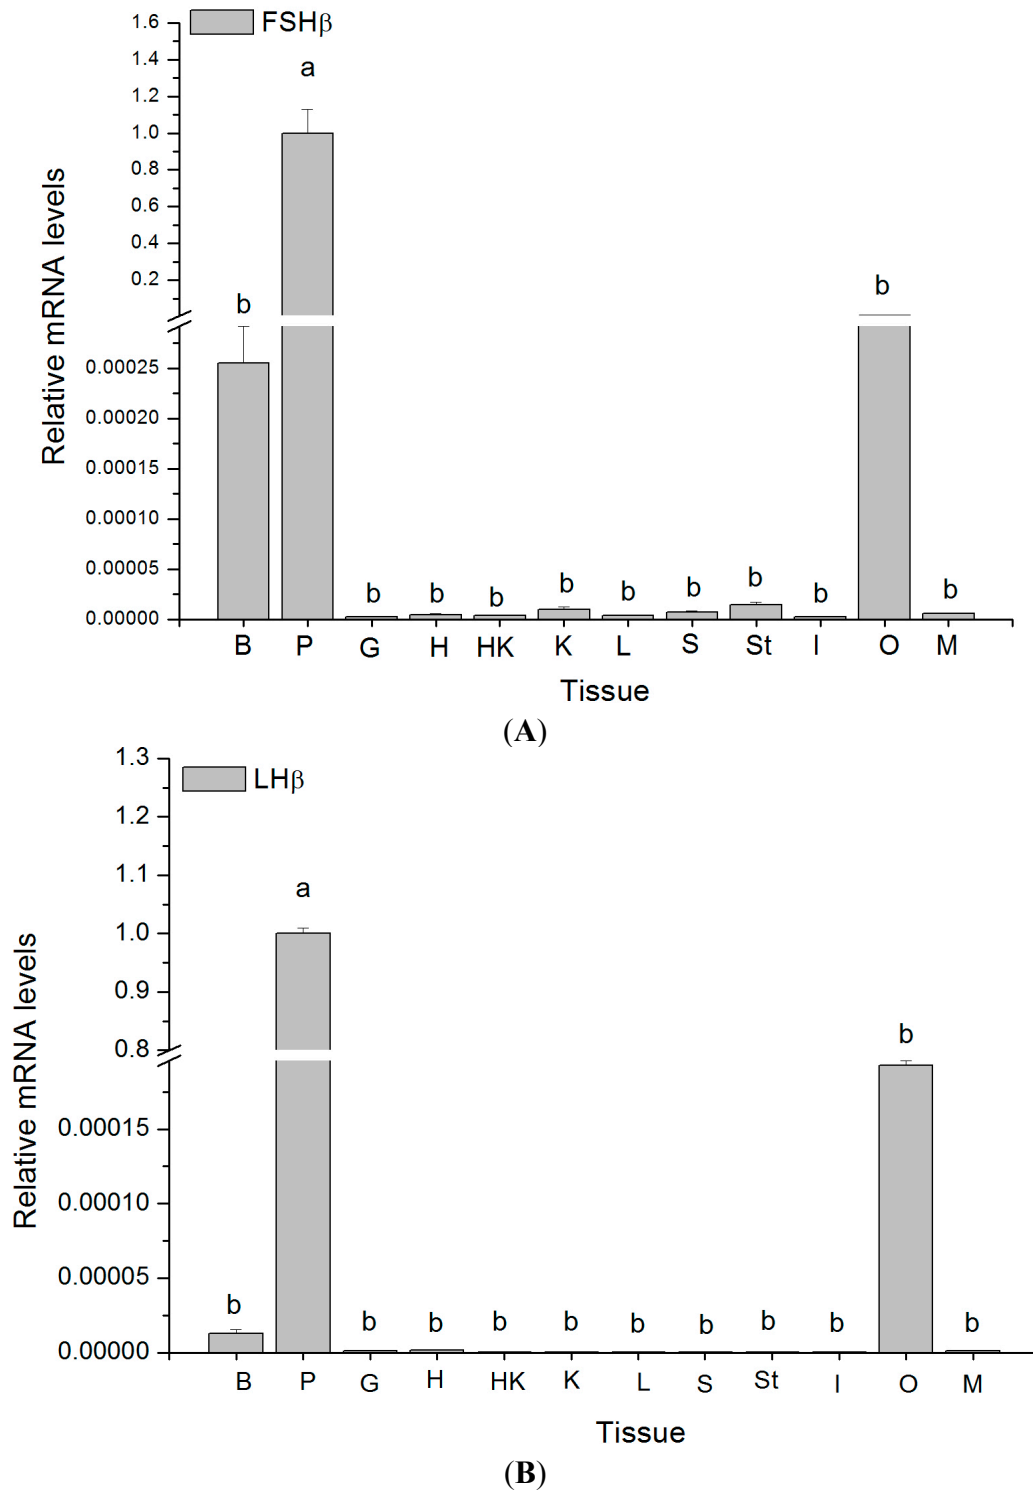 FSHβ
1.6
1.4
1.2
1.0
0.8
0.6
0.4
0.2
0.00025
0.00020
0.00015
0.00010
0.00005
0.00000
Relative mRNA levels
b a b b b b b b b b b b
B P G H HK K L S St I O M
Tissue
(A)
LHβ
1.3
1.2
1.1
1.0
0.9
0.8
0.00015
0.00010
0.00005
0.00000
Relative mRNA levels
b a b b b b b b b b b b
B P G H HK K L S St I O M
Tissue
(B)